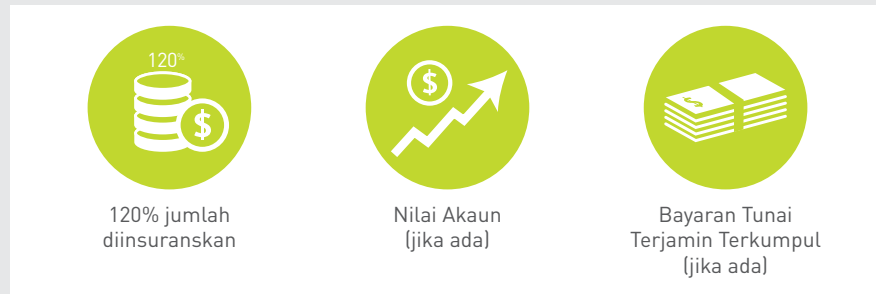 120%
$
$
$
120% jumlah
diinsuranskan
Nilai Akaun
(jika ada)
Bayaran Tunai
Terjamin Terkumpul
(jika ada)